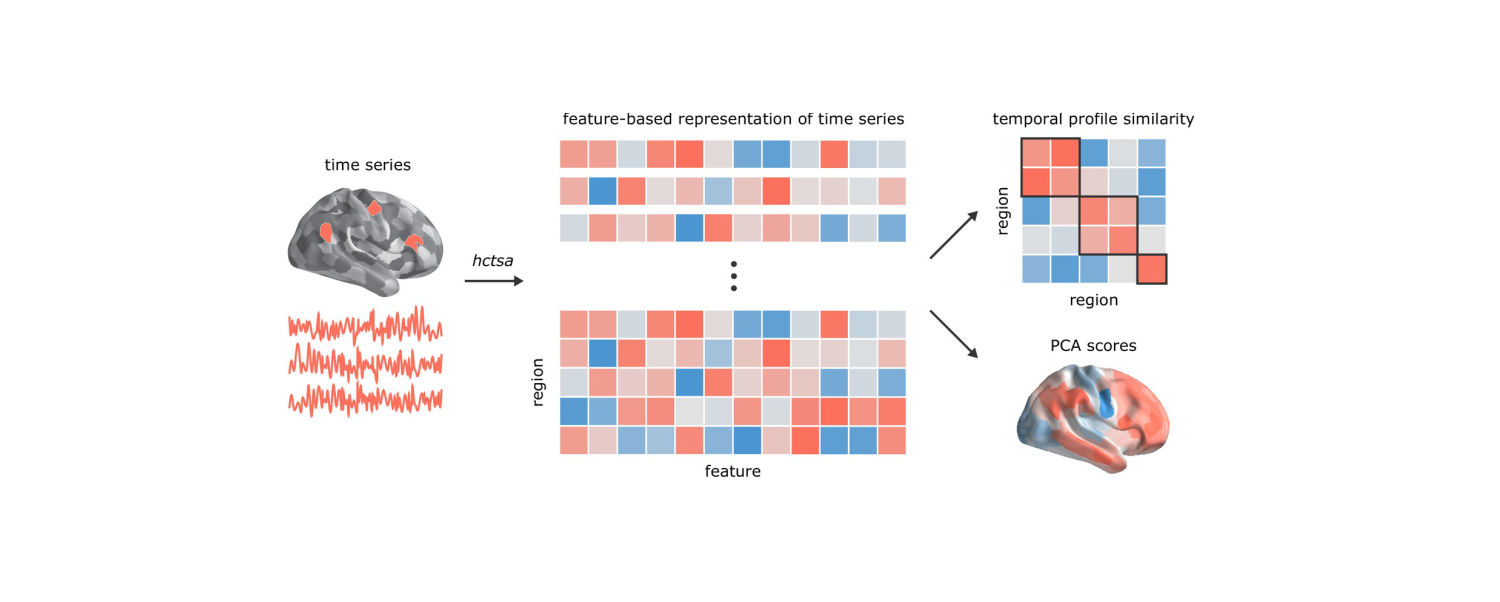 time series
hctsa
feature-based representation of time series
region
feature
temporal profile similarity
region
region
PCA scores